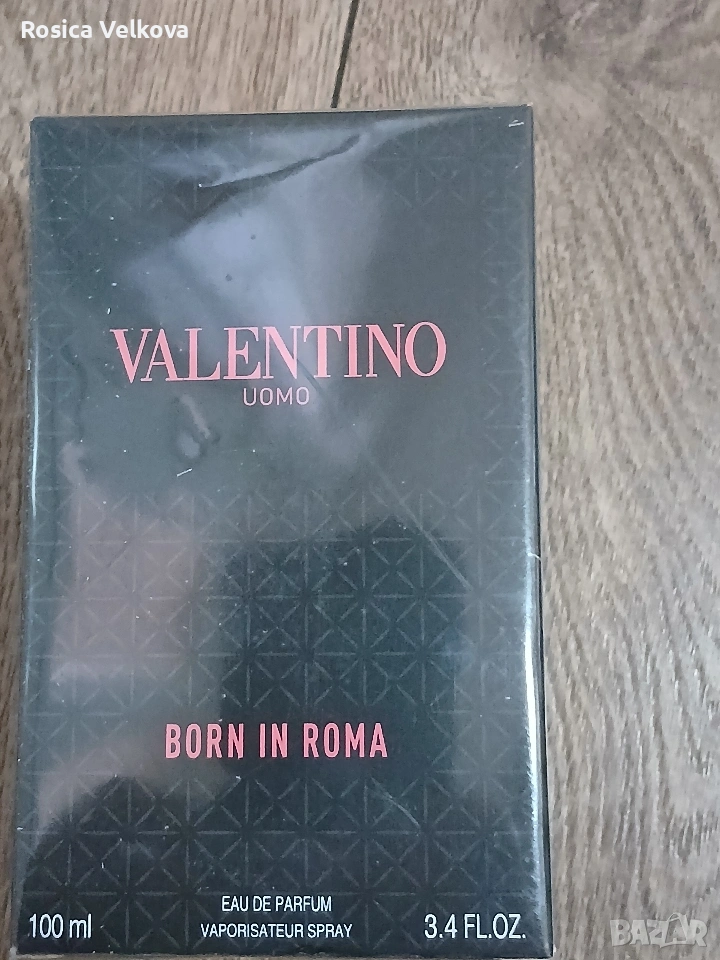 Rosica Velkova
VALENTINO
UOMO
BORN IN ROMA
EAU DE PARFUM
100 ml VAPORISATEUR SPRAY 3.4 FL.OZ.
BAZAR